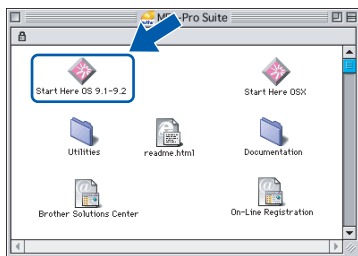 Pro Suite
Start Here OS 9.1-9.2
Start Here OSX
Utilities
readme.html
Documentation
Brother Solutions Center
On-Line Registration